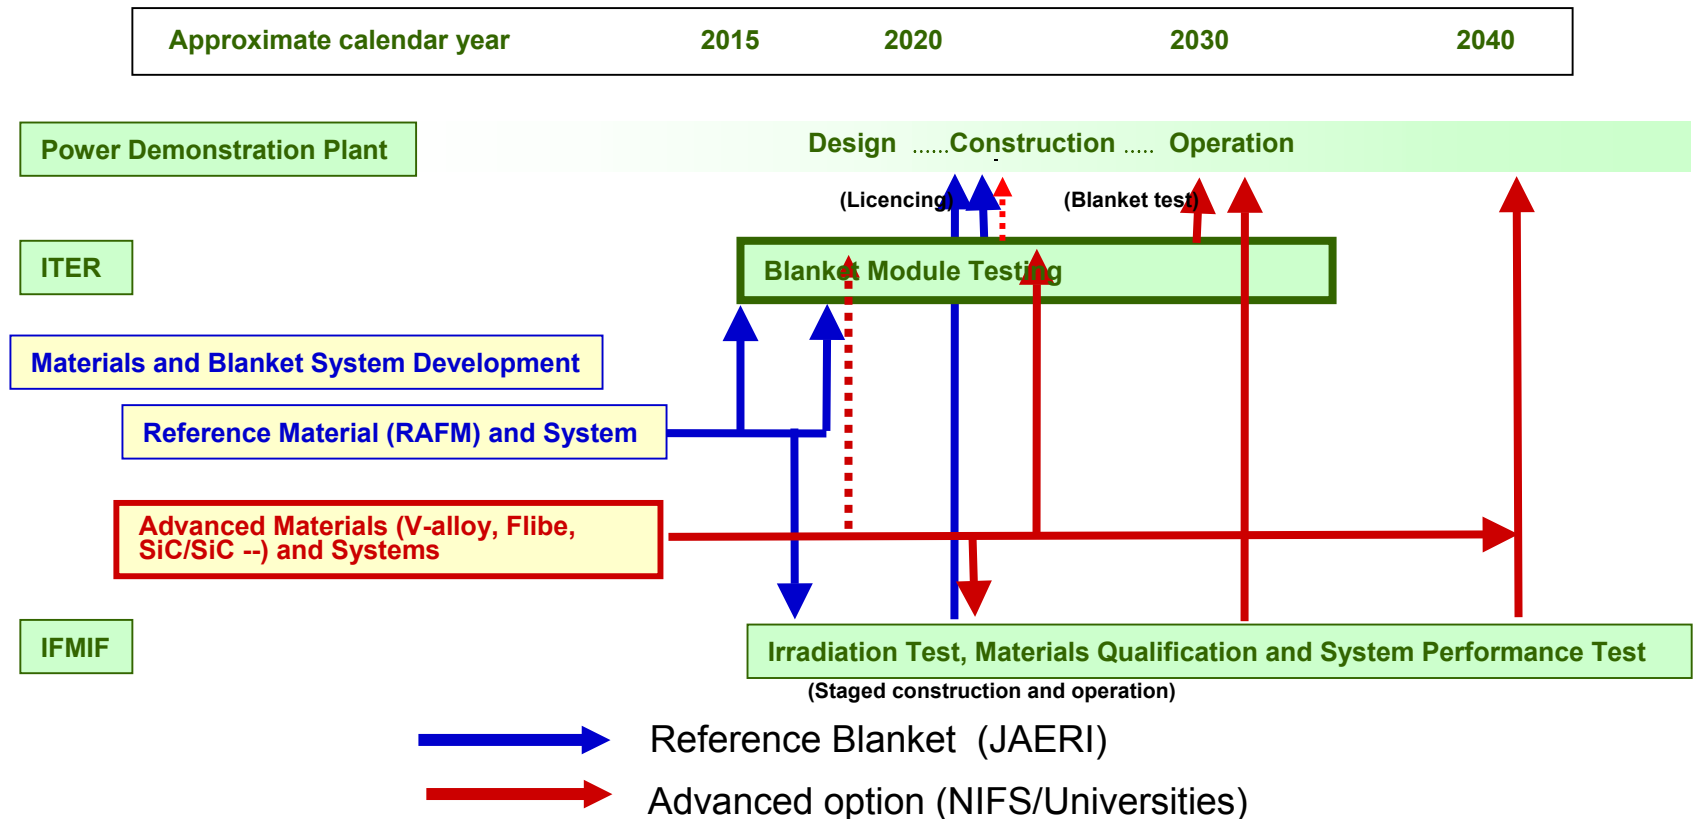 Approximate calendar year 2015 2020 2030 2040
Power Demonstration Plant
Design ......Construction ..... Operation
(Licencing) (Blanket test)
ITER
Blanket Module Testing
Materials and Blanket System Development
Reference Material (RAFM) and System
Advanced Materials (V-alloy, Flibe,
SiC/SiC --) and Systems
IFMIF
Irradiation Test, Materials Qualification and System Performance Test
(Staged construction and operation)
Reference Blanket (JAERI)
Advanced option (NIFS/Universities)